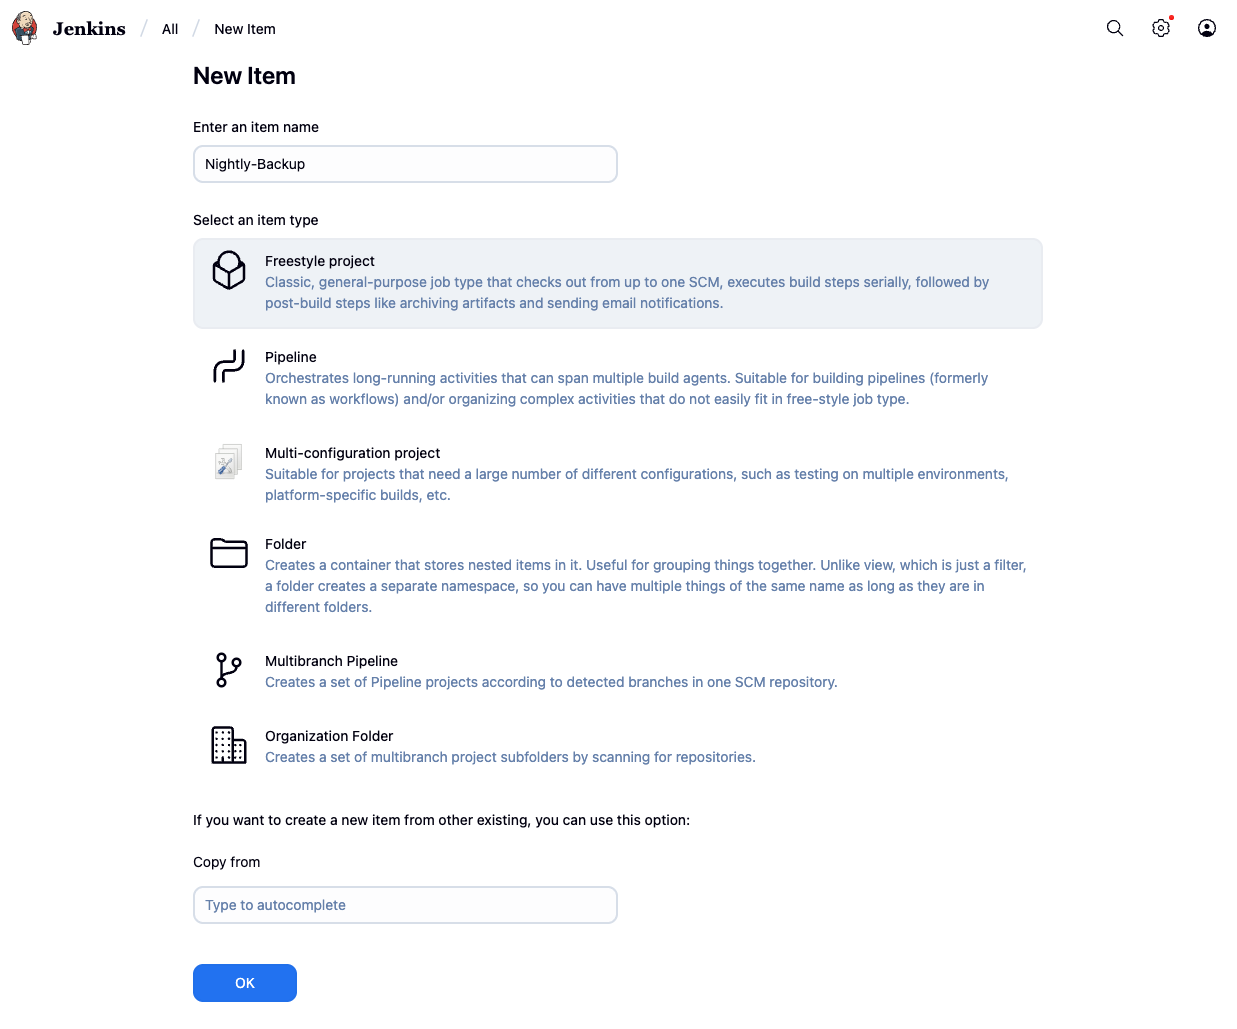 Jenkins / All / New Item
New Item
Enter an item name
Nightly-Backup
Select an item type
Freestyle project
Classic, general-purpose job type that checks out from up to one SCM, executes build steps serially, followed by
post-build steps like archiving artifacts and sending email notifications.
Pipeline
Orchestrates long-running activities that can span multiple build agents. Suitable for building pipelines (formerly
known as workflows) and/or organizing complex activities that do not easily fit in free-style job type.
Multi-configuration project
Suitable for projects that need a large number of different configurations, such as testing on multiple environments,
platform-specific builds, etc.
Folder
Creates a container that stores nested items in it. Useful for grouping things together. Unlike view, which is just a filter,
a folder creates a separate namespace, so you can have multiple things of the same name as long as they are in
different folders.
Multibranch Pipeline
Creates a set of Pipeline projects according to detected branches in one SCM repository.
Organization Folder
Creates a set of multibranch project subfolders by scanning for repositories.
If you want to create a new item from other existing, you can use this option:
Copy from
Type to autocomplete
OK